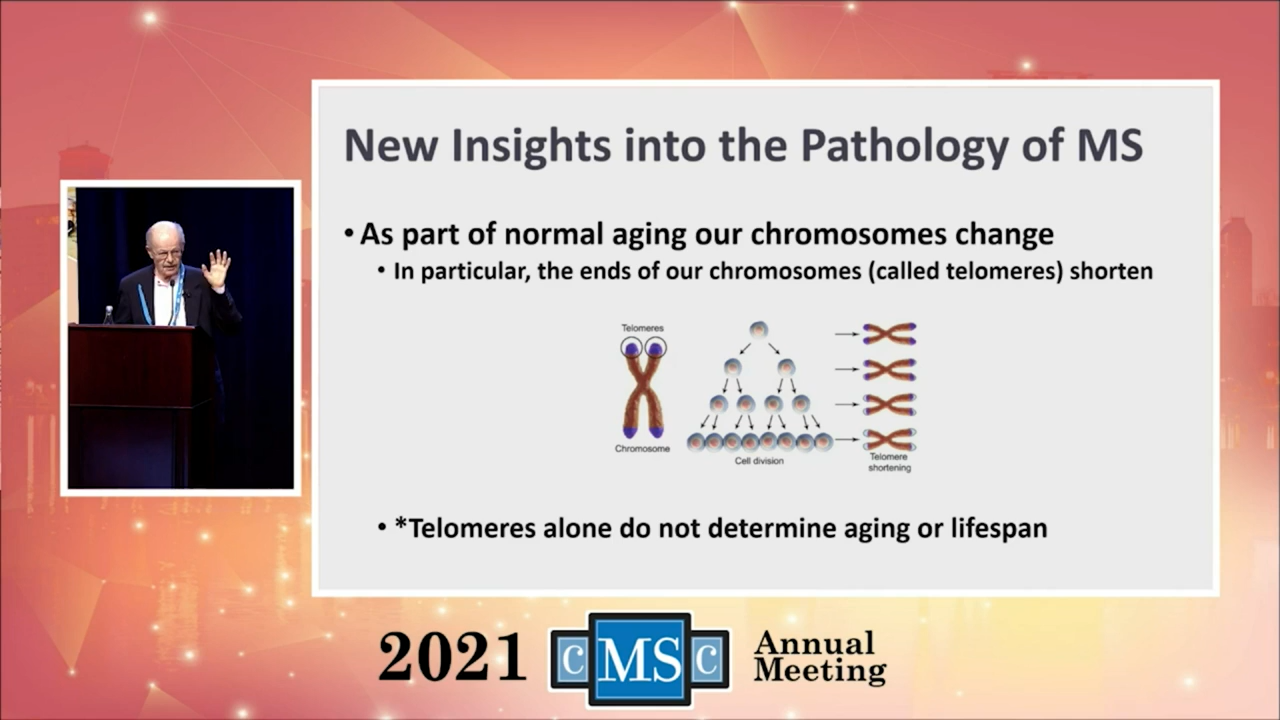 New Insights into the Pathology of MS
• As part of normal aging our chromosomes change
• In particular, the ends of our chromosomes (called telomeres) shorten
Telomeres
Chromosome
Cell division
Telomere
shortening
• *Telomeres alone do not determine aging or lifespan
2021
C MS C
Annual
Meeting